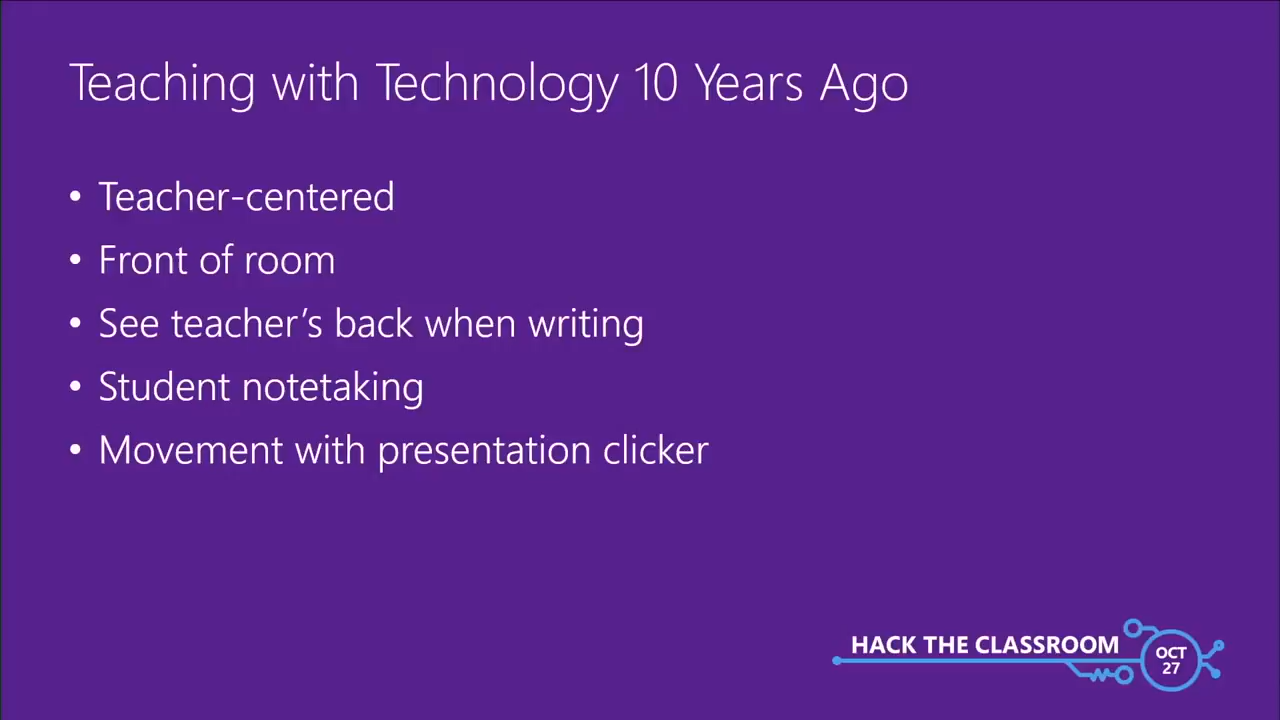 Teaching with Technology 10 Years Ago
• Teacher-centered
• Front of room
• See teacher’s back when writing
• Student notetaking
• Movement with presentation clicker
HACK THE CLASSROOM
OCT
27